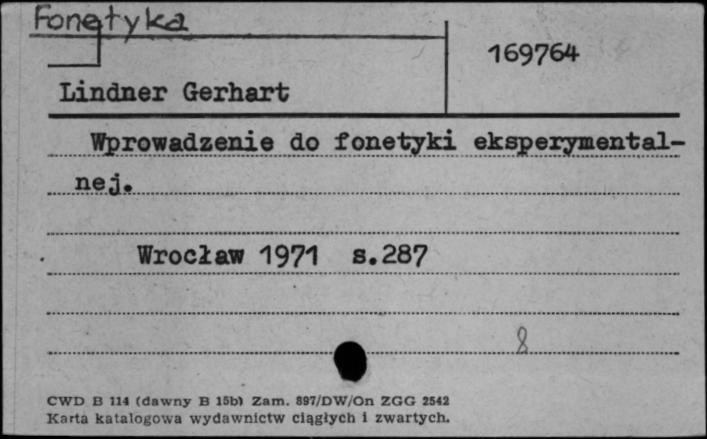 Fonetyka
169764
Lindner Gerhart
Wprowadzenie do fonetyki eksperymental-
nej.
Wrocław 1971 s.287
8
CWD B 114 (dawny B 15b) Zam. 897/DW/On ZGG 2542
Karta katalogowa wydawnictw ciągłych i zwartych.